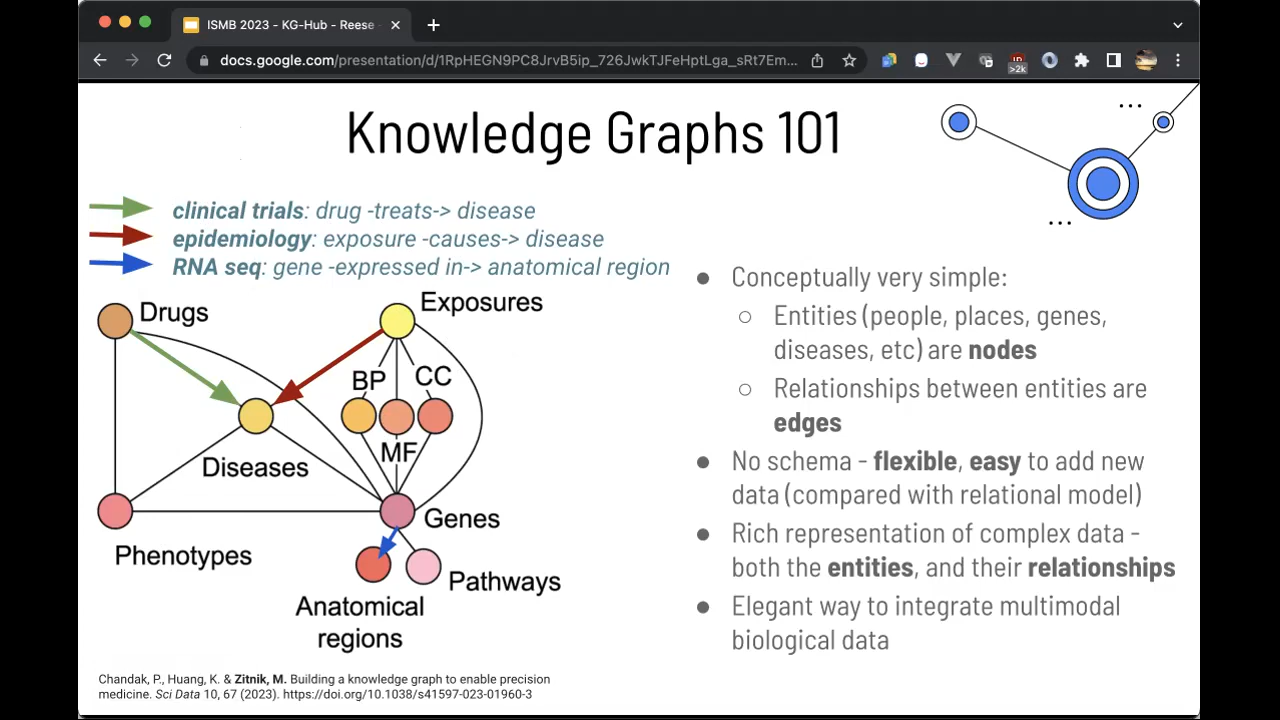 ISMB 2023 - KG-Hub - Reese -
docs.google.com/presentation/d/1RpHEGN9PC8JrvB5ip_726JwkTJFeHptLga_sRt7Em...
>2k
Knowledge Graphs 101
clinical trials: drug -treats-> disease
epidemiology: exposure -causes-> disease
RNA seq: gene -expressed in-> anatomical region
Drugs
Exposures
BP
CC
MF
Diseases
Genes
Phenotypes
Pathways
Anatomical
regions
● Conceptually very simple:
○ Entities (people, places, genes,
diseases, etc) are nodes
○ Relationships between entities are
edges
● No schema - flexible, easy to add new
data (compared with relational model)
● Rich representation of complex data -
both the entities, and their relationships
● Elegant way to integrate multimodal
biological data
Chandak, P., Huang, K. & Zitnik, M. Building a knowledge graph to enable precision
medicine. Sci Data 10, 67 (2023). https://doi.org/10.1038/s41597-023-01960-3